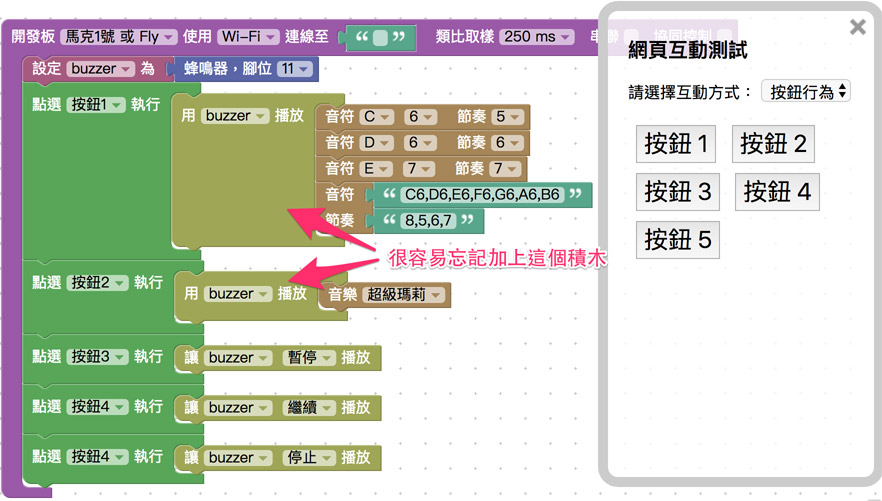 開發板 馬克1號 或 Fly 使用 Wi-Fi 連線至 “ ” 類比取樣 250 ms 串聯 協同控制
設定 buzzer 為 蜂鳴器，腳位 11
點選 按鈕1 執行
用 buzzer 播放
音符 C 6 節奏 5
音符 D 6 節奏 6
音符 E 7 節奏 7
音符 “ C6,D6,E6,F6,G6,A6,B6 ”
節奏 “ 8,5,6,7 ”
很容易忘記加上這個積木
點選 按鈕2 執行
用 buzzer 播放
音樂 超級瑪莉
點選 按鈕3 執行 讓 buzzer 暫停 播放
點選 按鈕4 執行 讓 buzzer 繼續 播放
點選 按鈕4 執行 讓 buzzer 停止 播放
×
網頁互動測試
請選擇互動方式： 按鈕行為
按鈕 1 按鈕 2
按鈕 3 按鈕 4
按鈕 5